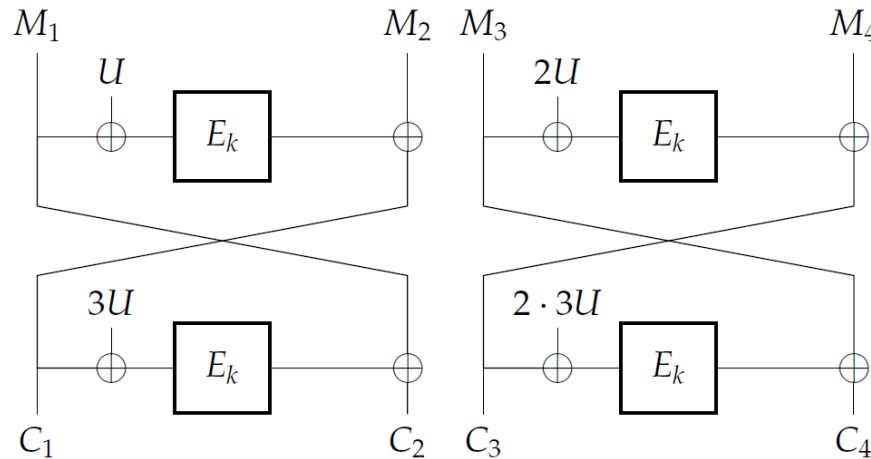 M₁ M₂ M₃ M₄
U 2U
Eₖ Eₖ
3U 2 · 3U
Eₖ Eₖ
C₁ C₂ C₃ C₄